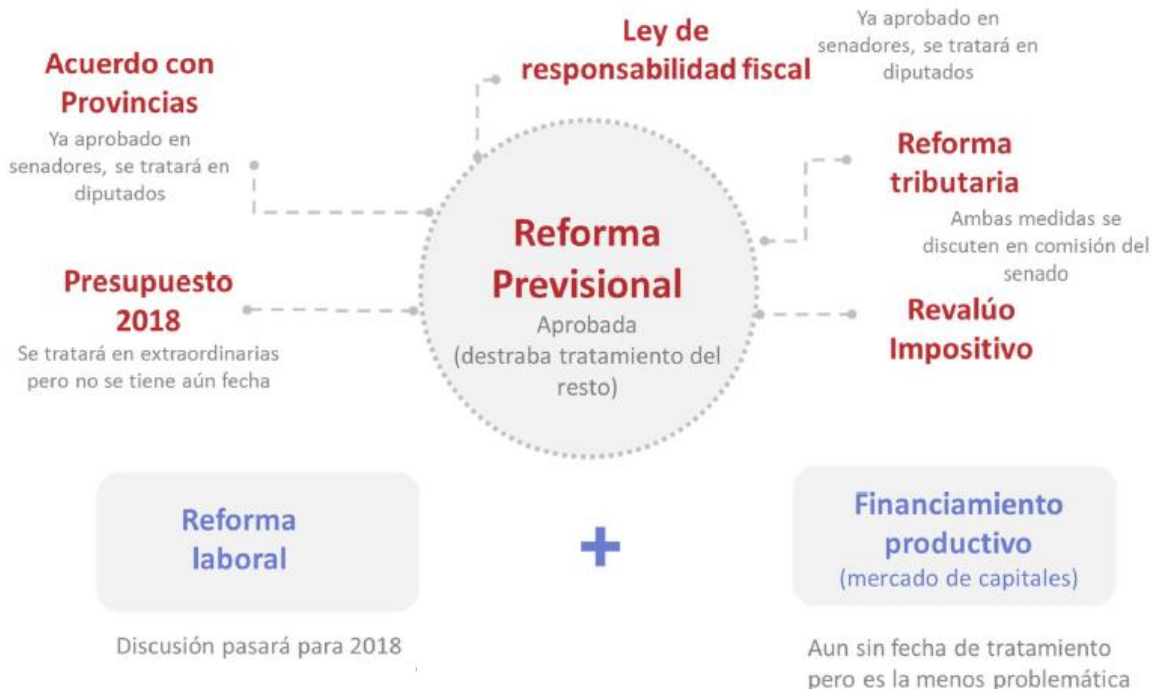 Acuerdo con
Provincias
Ya aprobado en
senadores, se tratará en
diputados
Ley de
responsabilidad fiscal
Ya aprobado en
senadores, se tratará en
diputados
Reforma
tributaria
Ambas medidas se
discuten en comisión del
senado
Revalúo
Impositivo
Presupuesto
2018
Se tratará en extraordinarias
pero no se tiene aún fecha
Reforma
Previsional
Aprobada
(destraba tratamiento del
resto)
Reforma
laboral
Discusión pasará para 2018
+
Financiamiento
productivo
(mercado de capitales)
Aun sin fecha de tratamiento
pero es la menos problemática